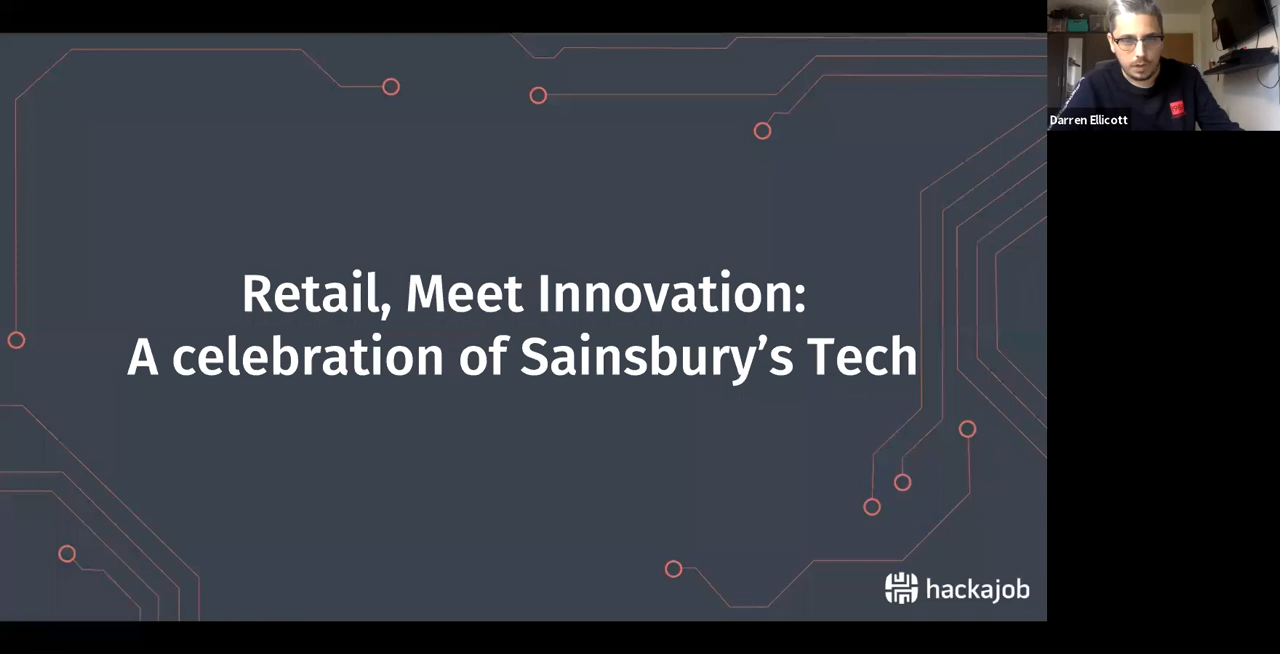 Darren Ellicott
Retail, Meet Innovation:
A celebration of Sainsbury’s Tech
hackajob